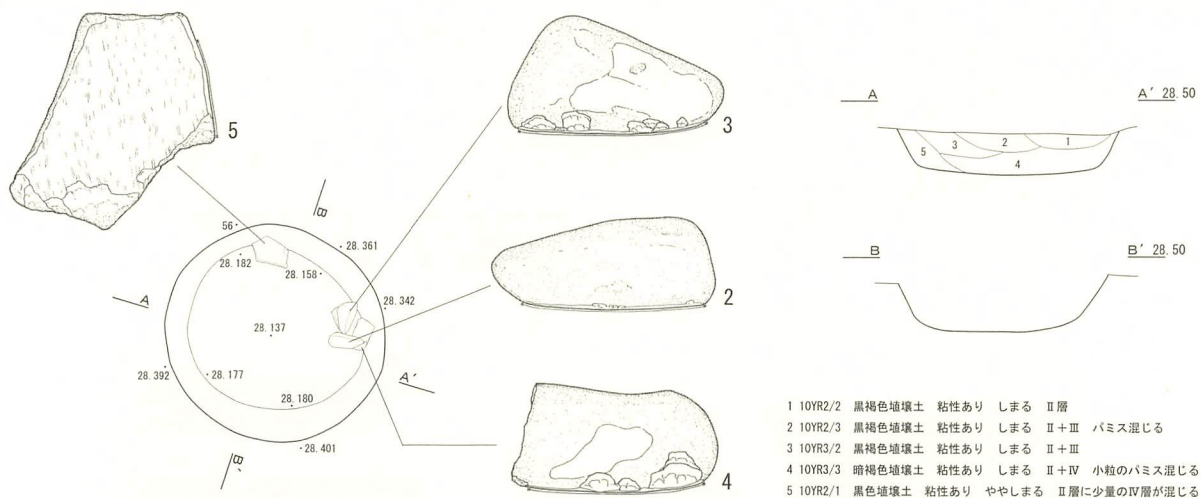 5
3
2
4
B
56
28.361
28.182
28.158
28.342
A
28.137
28.392
28.177
A'
28.180
28.401
B'
A
A' 28.50
5
3
2
1
4
B
B' 28.50
1 10YR2/2 黒褐色埴壌土 粘性あり しまる Ⅱ層
2 10YR2/3 黒褐色埴壌土 粘性あり しまる Ⅱ+Ⅲ パミス混じる
3 10YR3/2 黒褐色埴壌土 粘性あり しまる Ⅱ+Ⅲ
4 10YR3/3 暗褐色埴壌土 粘性あり しまる Ⅱ+Ⅳ 小粒のパミス混じる
5 10YR2/1 黒色埴壌土 粘性あり ややしまる Ⅱ層に少量のⅣ層が混じる